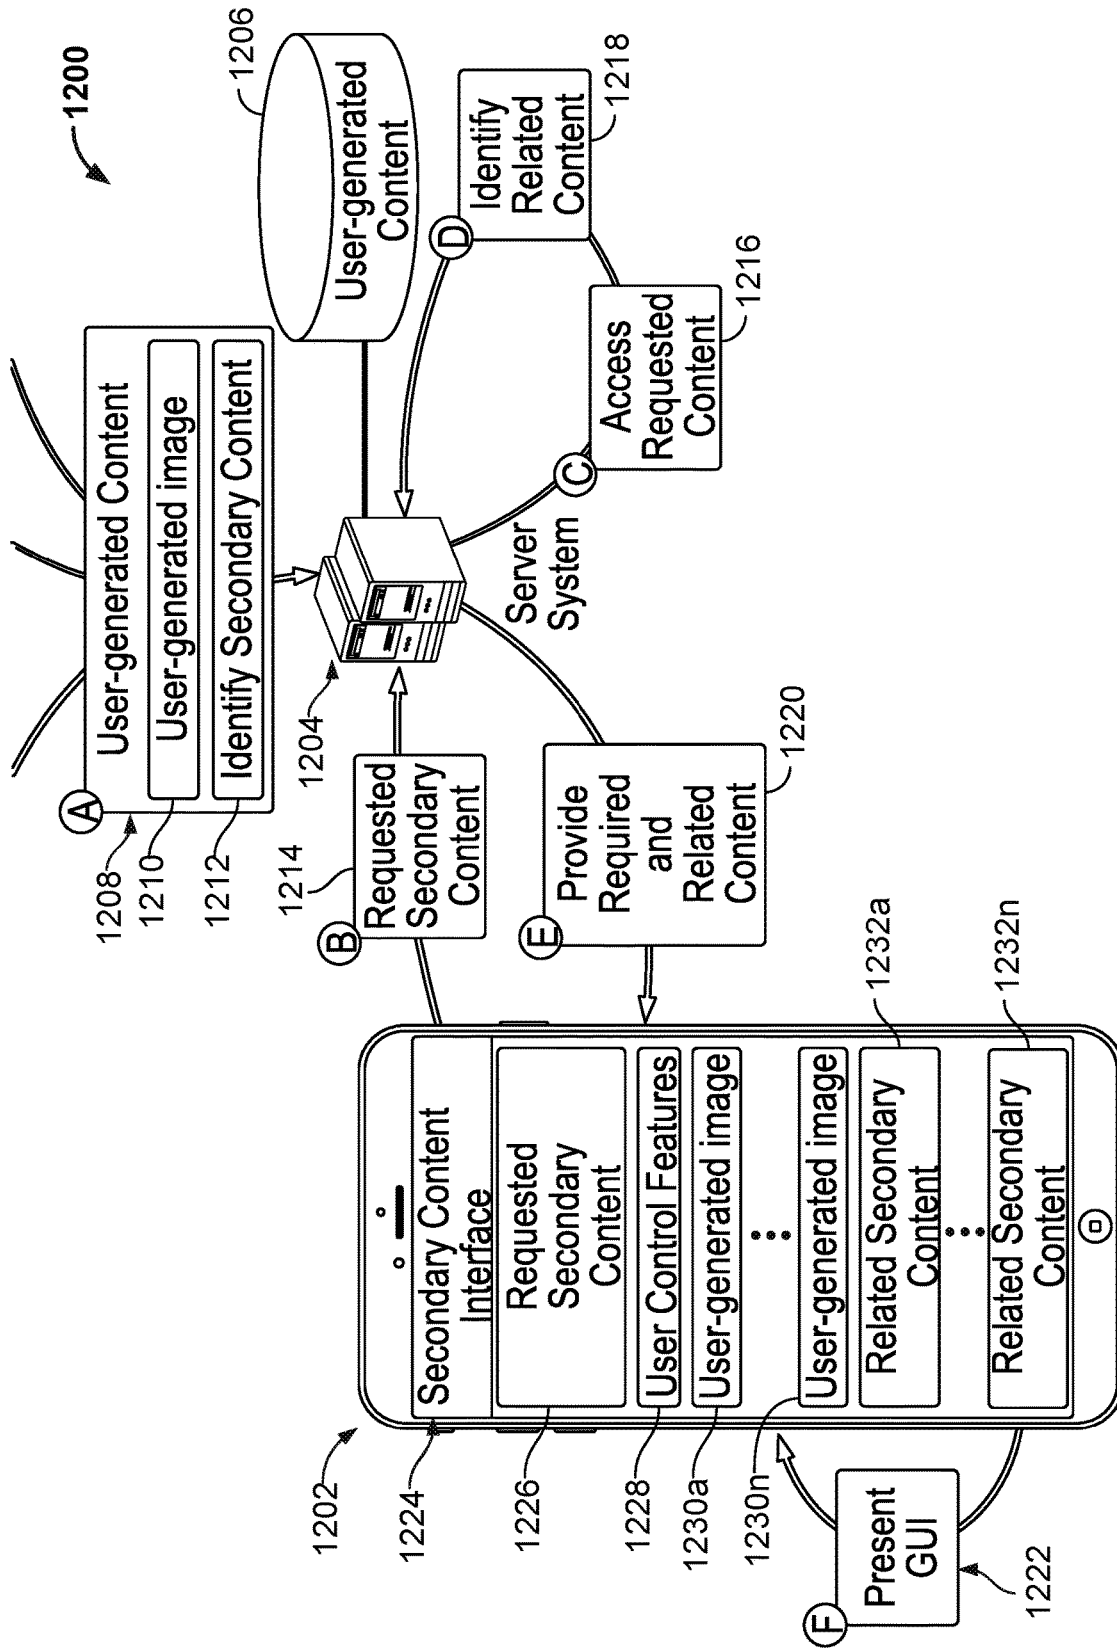 1200
A
User-generated Content
User-generated image
Identify Secondary Content
1208
1210
1212
1206
User-generated
Content
1204
Server
System
B
Requested
Secondary
Content
1214
C
Access
Requested
Content
1216
D
Identify
Related
Content
1218
E
Provide
Required
and
Related
Content
1220
1202
Secondary Content
Interface
1224
Requested
Secondary
Content
1226
User Control Features
1228
User-generated image
1230a
User-generated image
1230n
Related Secondary
Content
1232a
Related Secondary
Content
1232n
F
Present
GUI
1222